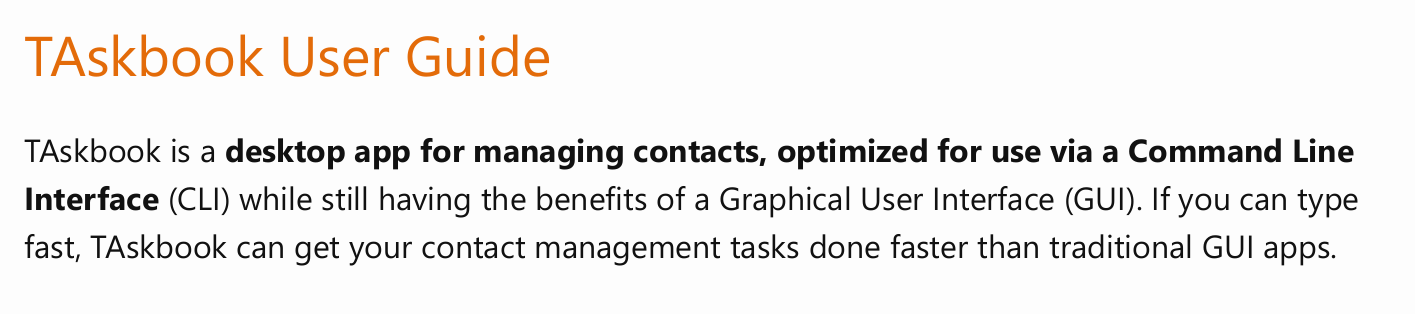 TAskbook User Guide
TAskbook is a desktop app for managing contacts, optimized for use via a Command Line
Interface (CLI) while still having the benefits of a Graphical User Interface (GUI). If you can type
fast, TAskbook can get your contact management tasks done faster than traditional GUI apps.